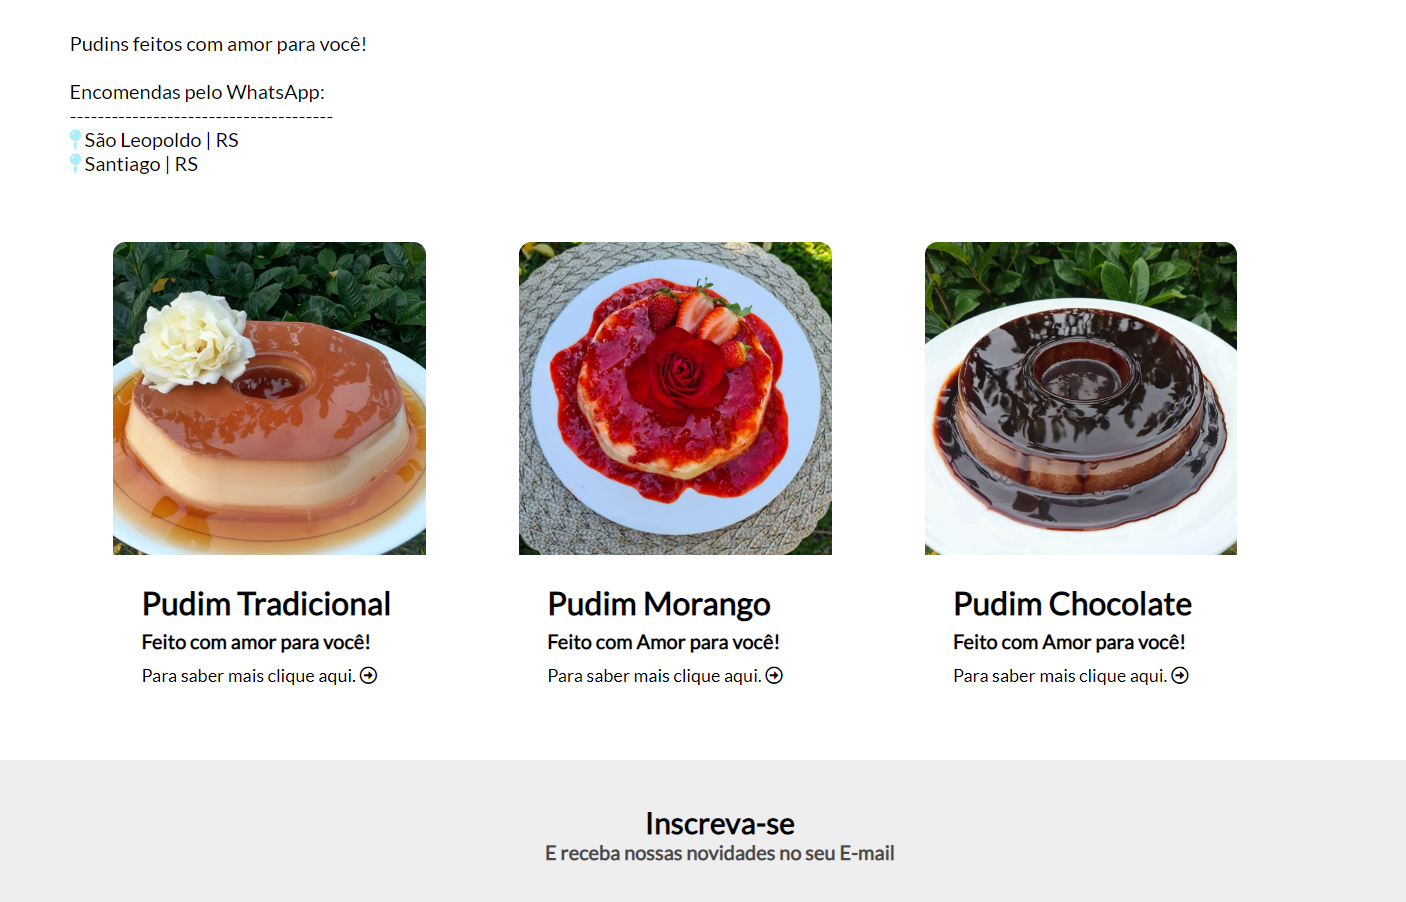 Pudins feitos com amor para você!
Encomendas pelo WhatsApp:
--------------------------------------
São Leopoldo | RS
Santiago | RS
Pudim Tradicional
Feito com amor para você!
Para saber mais clique aqui.
Pudim Morango
Feito com Amor para você!
Para saber mais clique aqui.
Pudim Chocolate
Feito com Amor para você!
Para saber mais clique aqui.
Inscreva-se
E receba nossas novidades no seu E-mail